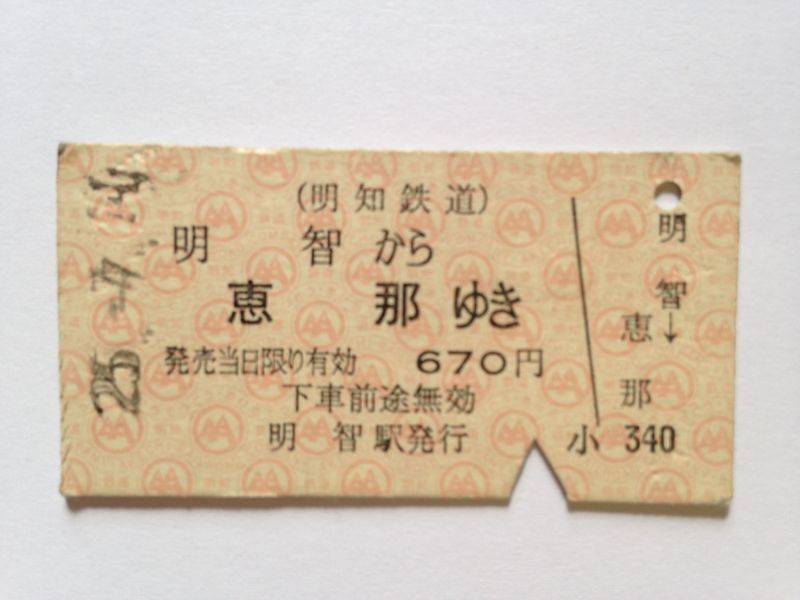 (明知鉄道)
明智から
恵那ゆき
発売当日限り有効 670円
下車前途無効
明智駅発行
小 340
明智
↓
恵那
25.-7.